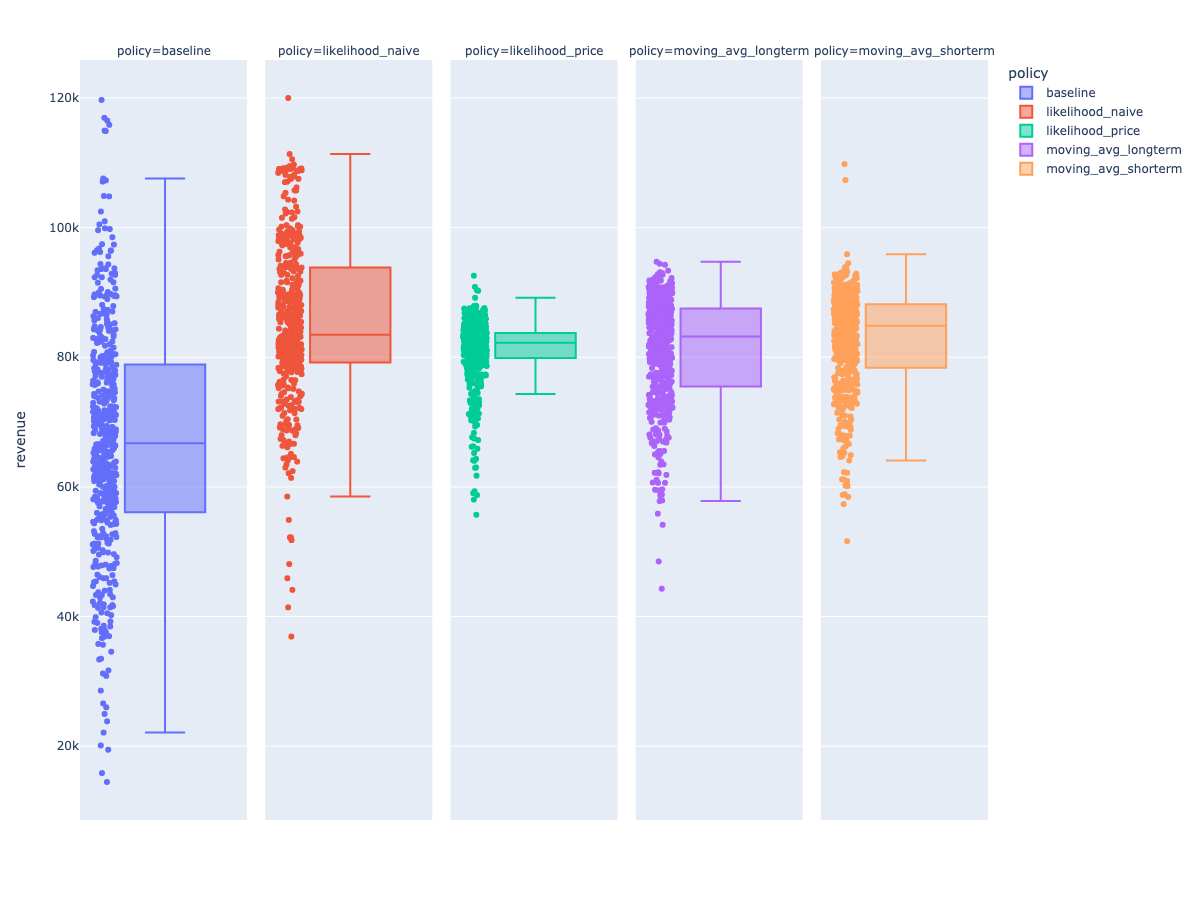 policy=baseline
policy=likelihood_naive
policy=likelihood_price
policy=moving_avg_longterm
policy=moving_avg_shorterm
120k
100k
80k
60k
40k
20k
revenue
policy
baseline
likelihood_naive
likelihood_price
moving_avg_longterm
moving_avg_shorterm